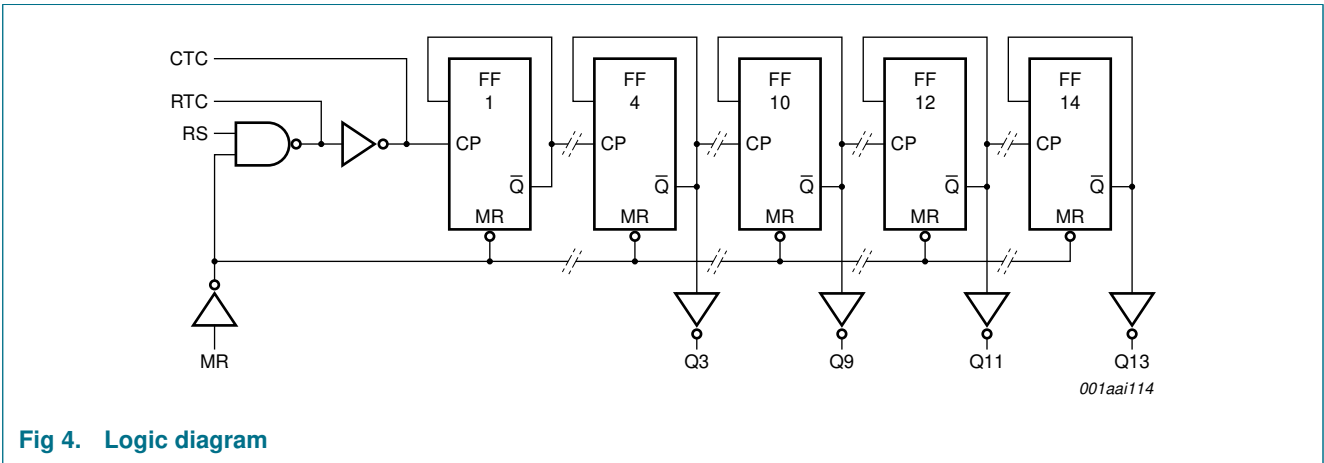 CTC
RTC
RS
FF
1
CP
Q̅
MR
FF
4
CP
Q̅
MR
FF
10
CP
Q̅
MR
FF
12
CP
Q̅
MR
FF
14
CP
Q̅
MR
MR
Q3
Q9
Q11
Q13
001aai114
Fig 4. Logic diagram